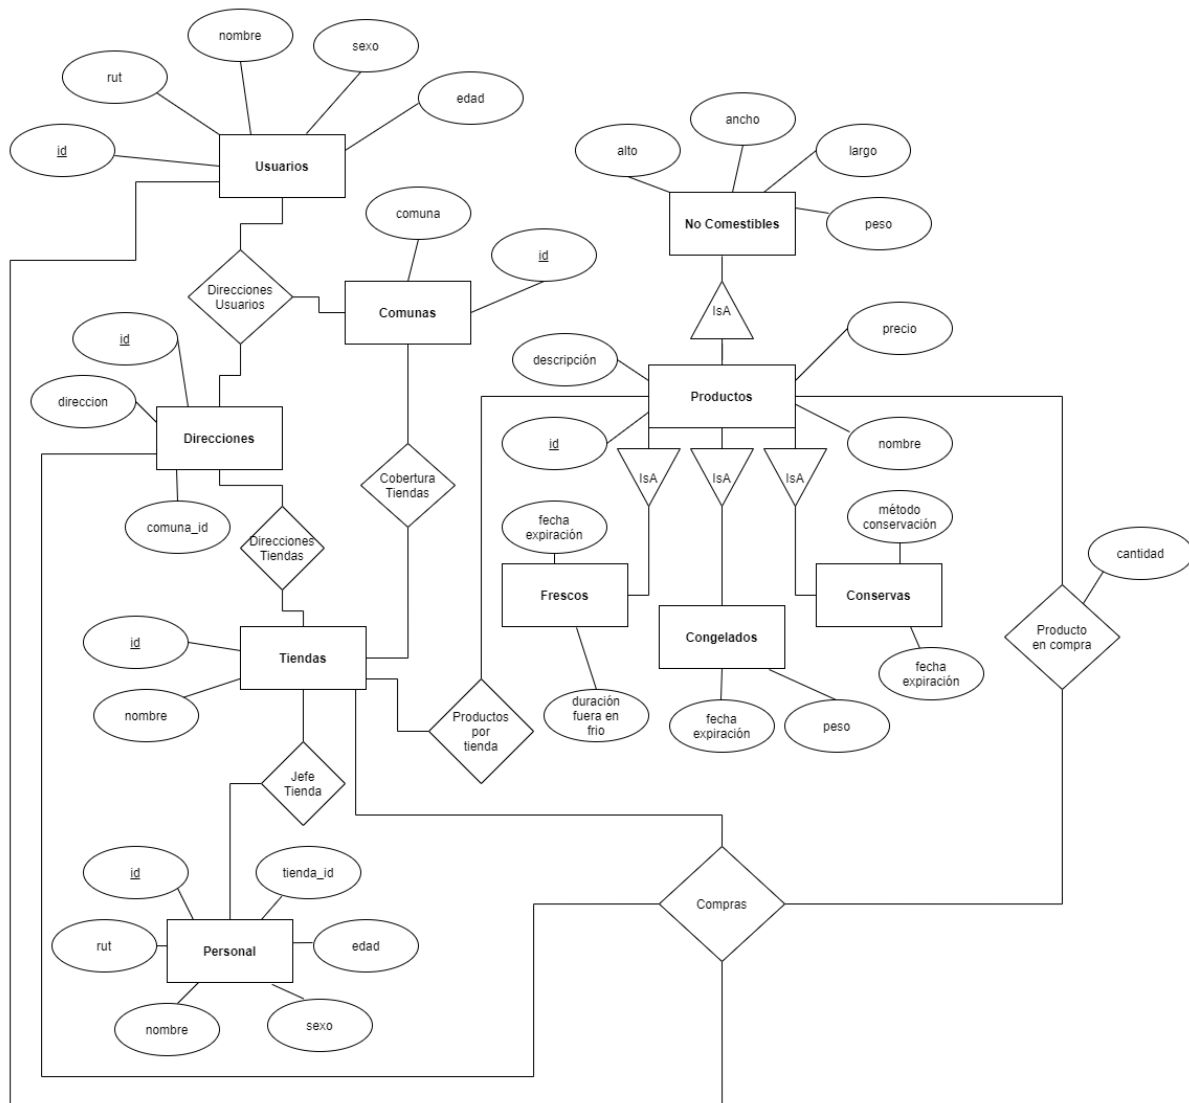 nombre
sexo
rut
edad
id
Usuarios
ancho
alto
largo
No Comestibles
peso
comuna
id
Direcciones
Usuarios
Comunas
IsA
id
descripción
precio
direccion
Productos
Direcciones
id
nombre
Cobertura
Tiendas
IsA
IsA
IsA
comuna_id
fecha
expiración
método
conservación
Direcciones
Tiendas
cantidad
Frescos
Conservas
id
Tiendas
Congelados
Producto
en compra
fecha
expiración
nombre
Productos
por
tienda
duración
fuera en
frio
fecha
expiración
peso
Jefe
Tienda
id
tienda_id
Compras
rut
Personal
edad
nombre
sexo